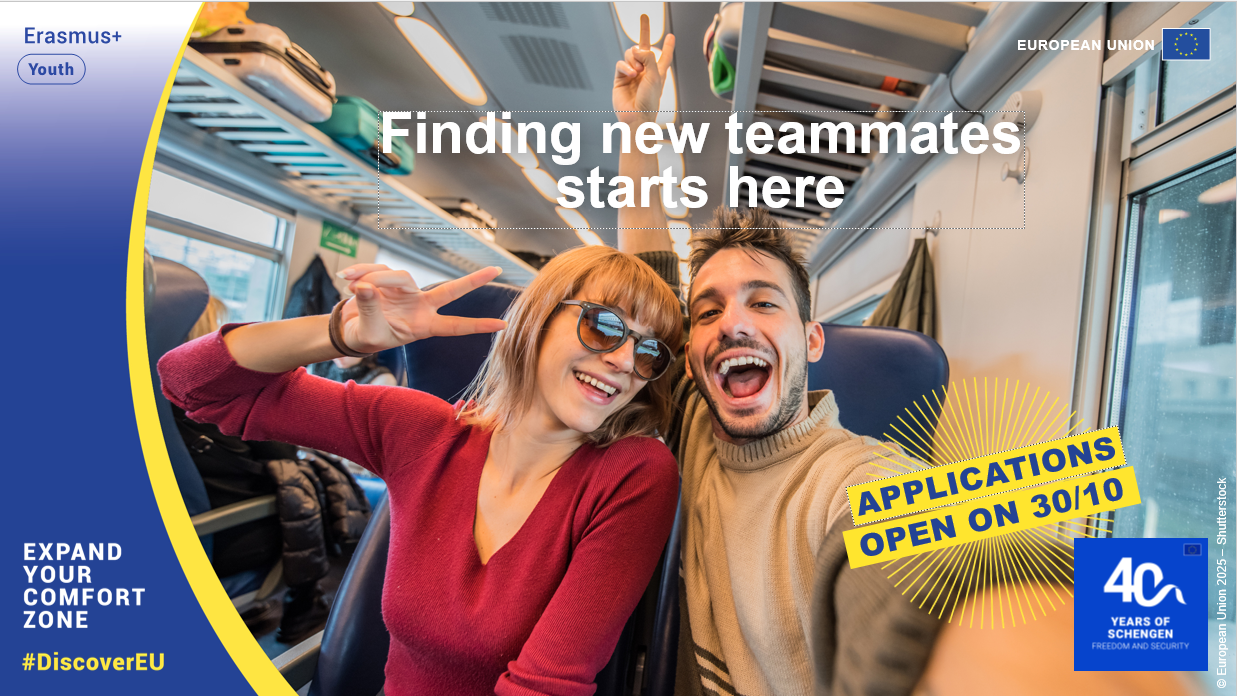 Erasmus+
Youth
EUROPEAN UNION
Finding new teammates
starts here
APPLICATIONS
OPEN ON 30/10
EXPAND
YOUR
COMFORT
ZONE
#DiscoverEU
40
YEARS OF
SCHENGEN
FREEDOM AND SECURITY
© European Union 2025 – Shutterstock